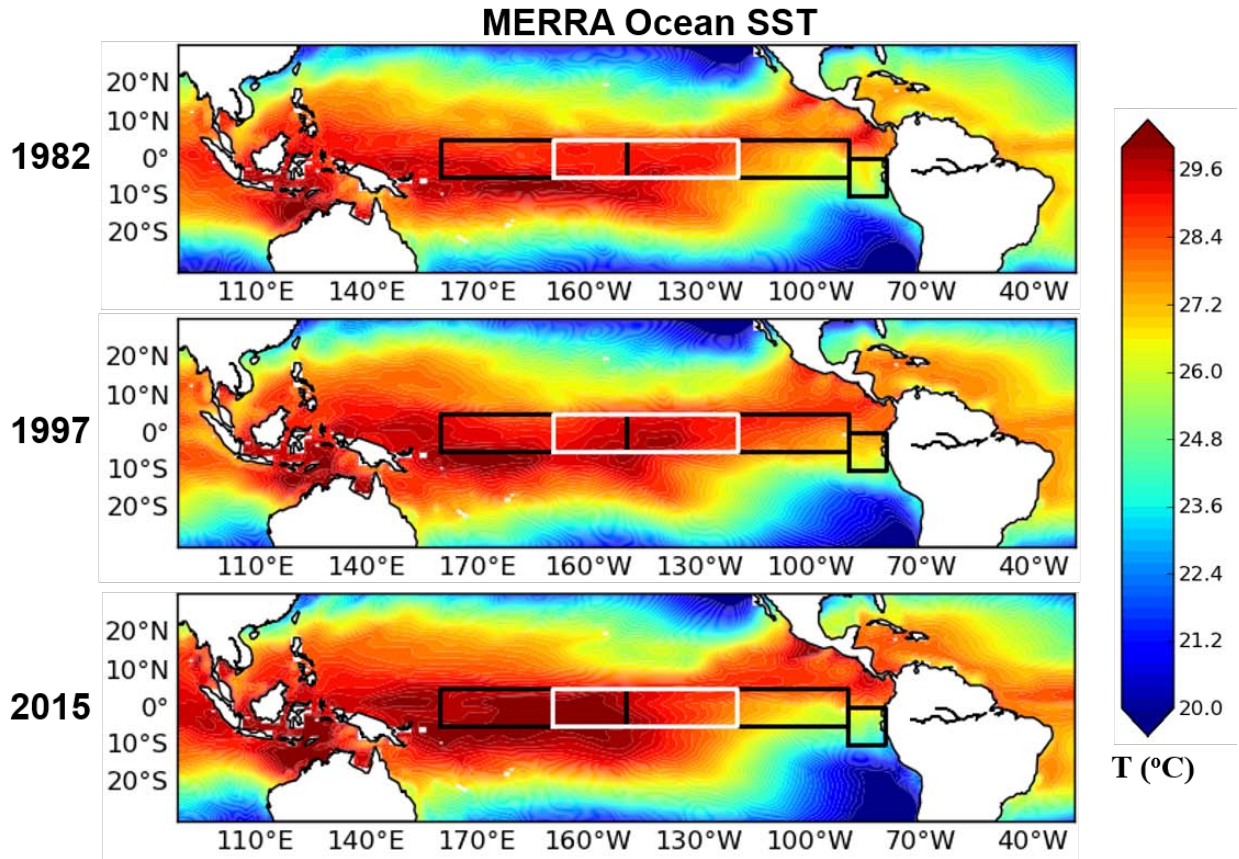 MERRA Ocean SST
1982
20°N
10°N
0°
10°S
20°S
110°E 140°E 170°E 160°W 130°W 100°W 70°W 40°W
1997
20°N
10°N
0°
10°S
20°S
110°E 140°E 170°E 160°W 130°W 100°W 70°W 40°W
2015
20°N
10°N
0°
10°S
20°S
110°E 140°E 170°E 160°W 130°W 100°W 70°W 40°W
29.6
28.4
27.2
26.0
24.8
23.6
22.4
21.2
20.0
T (°C)